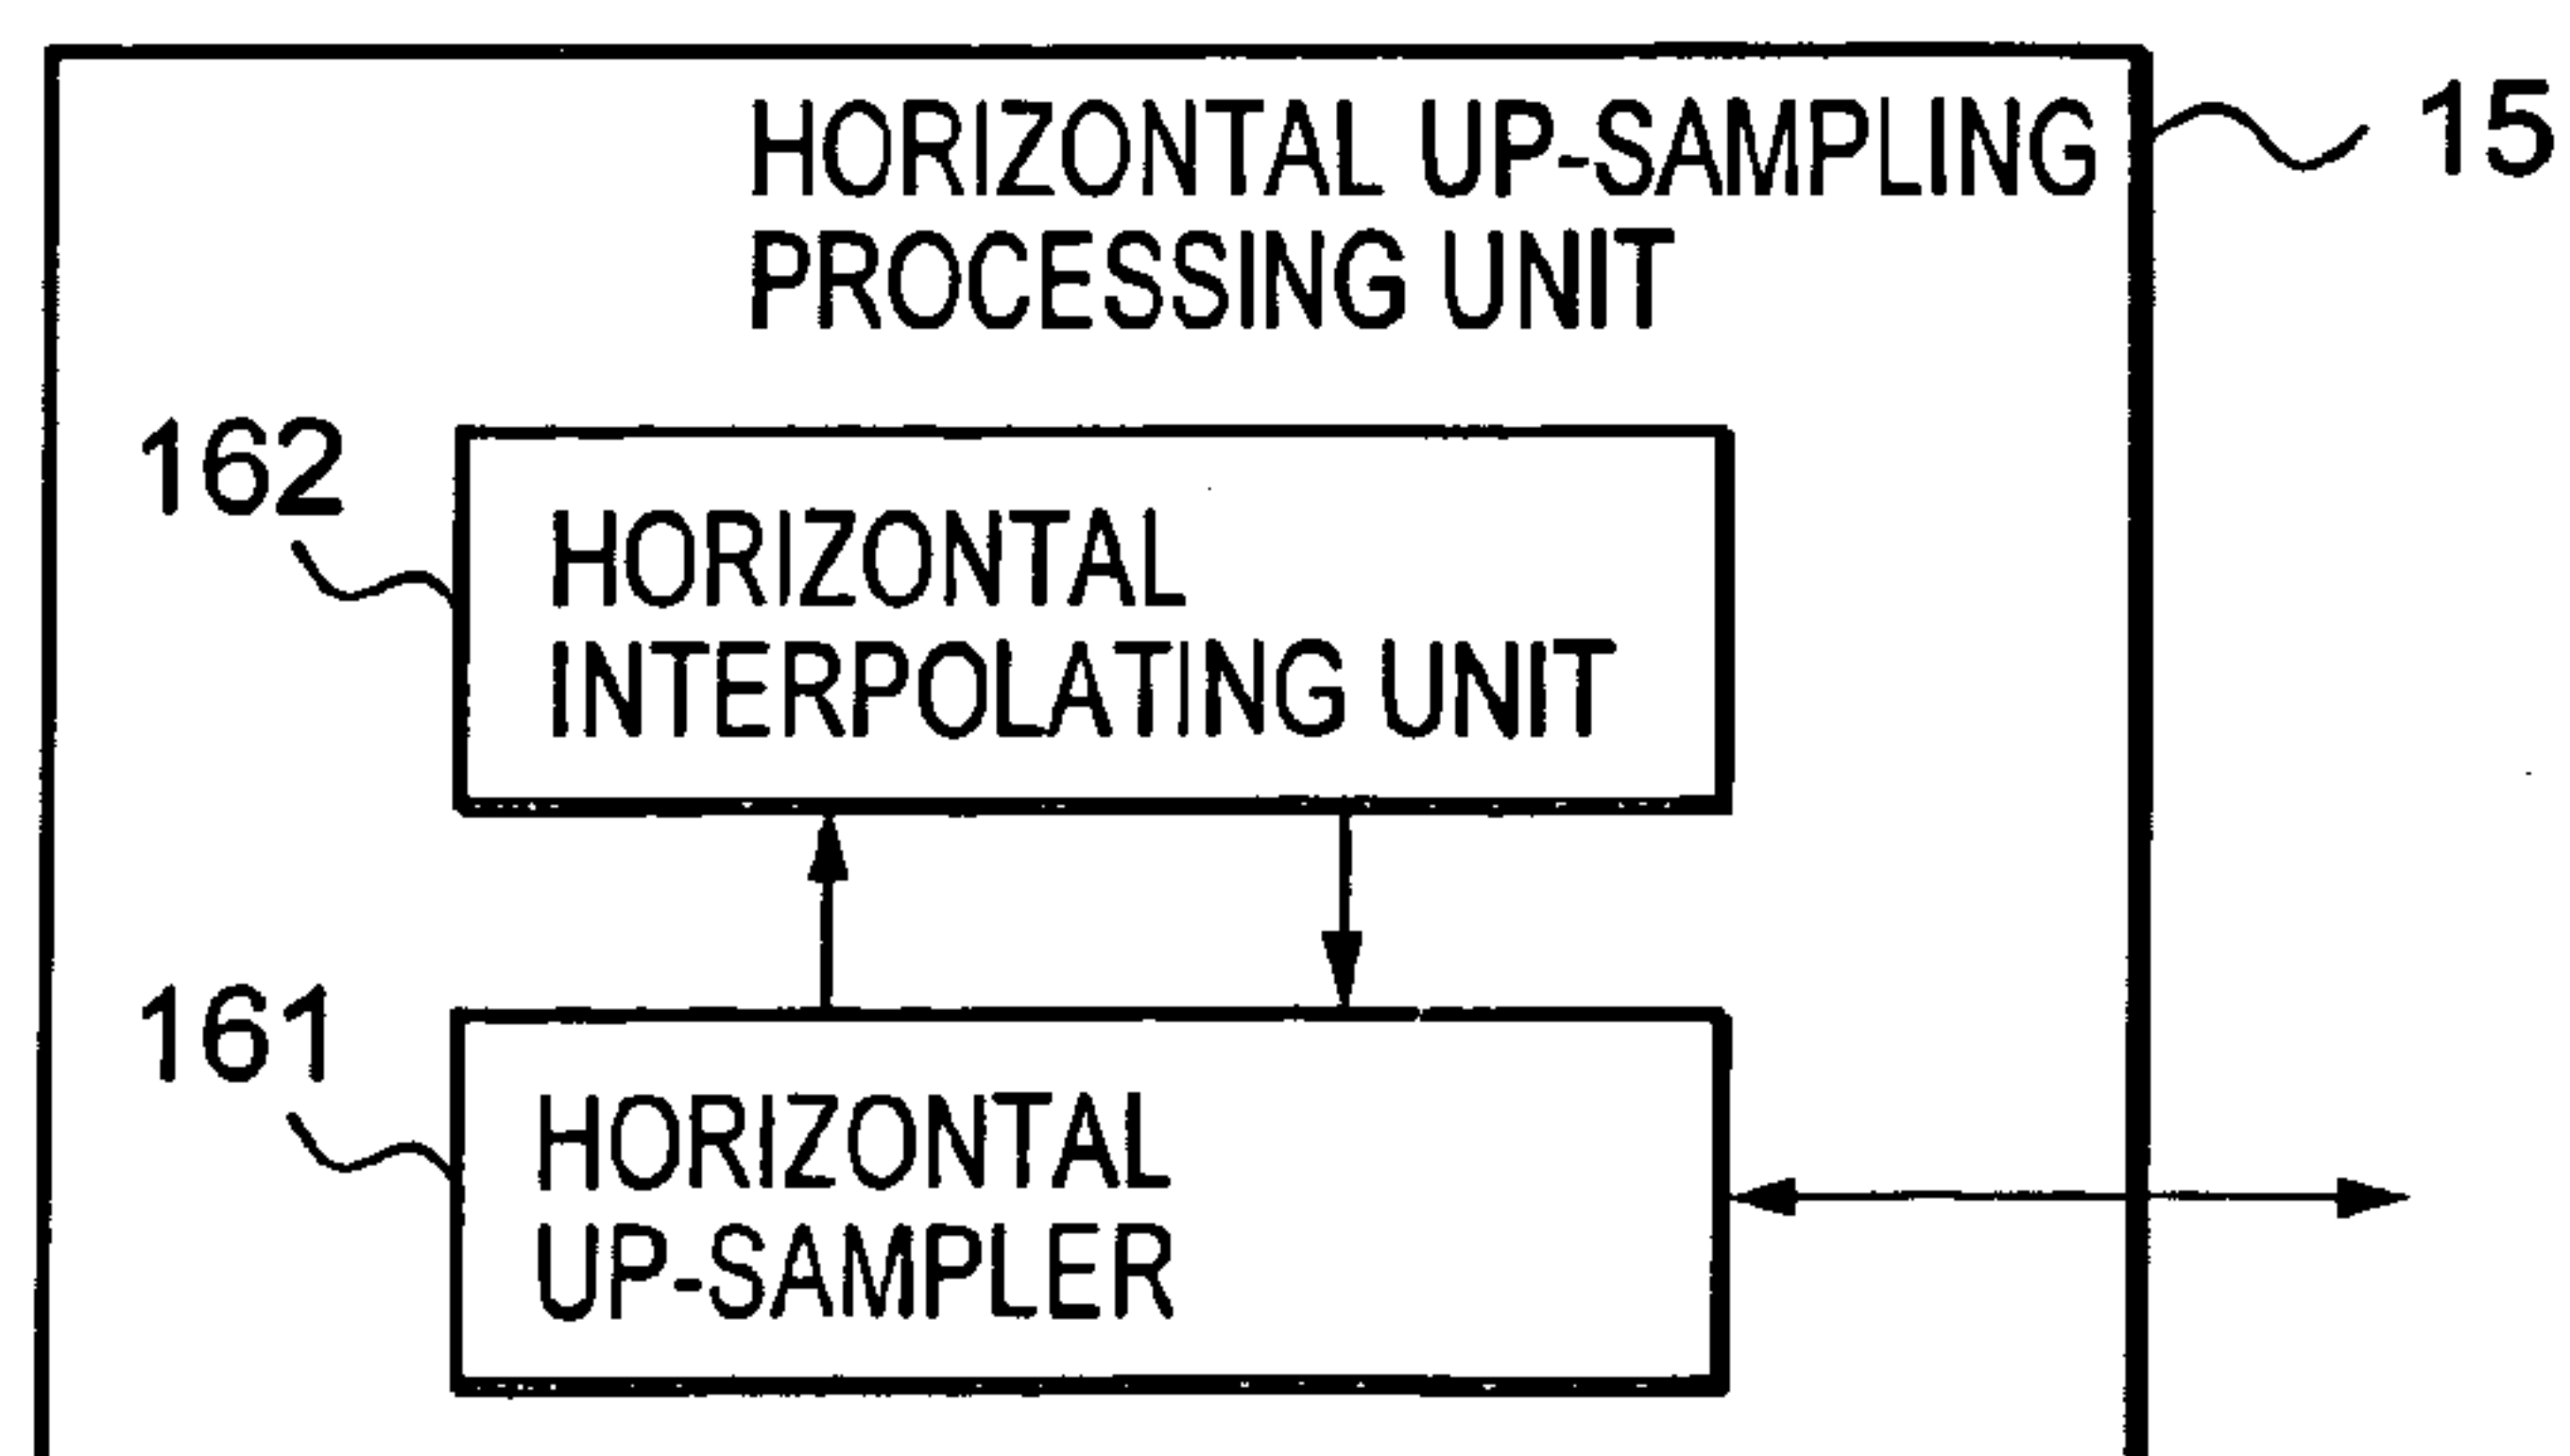 HORIZONTAL UP-SAMPLING
PROCESSING UNIT
15
162
HORIZONTAL
INTERPOLATING UNIT
161
HORIZONTAL
UP-SAMPLER